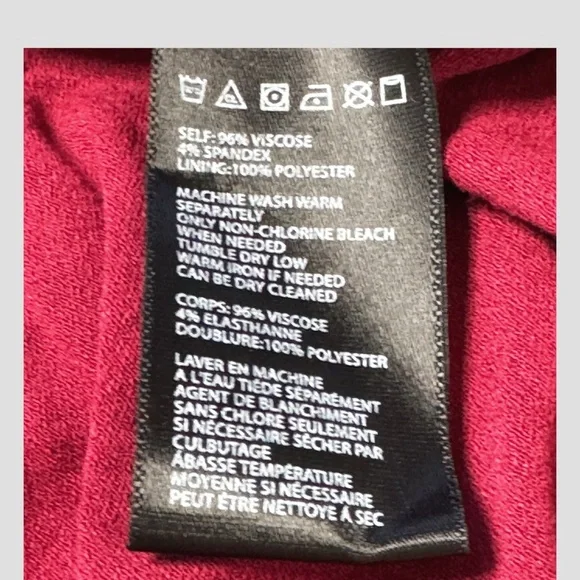 SELF: 96% VISCOSE
4% SPANDEX
LINING:100% POLYESTER
MACHINE WASH WARM
SEPARATELY
ONLY NON-CHLORINE BLEACH
WHEN NEEDED
TUMBLE DRY LOW
WARM IRON IF NEEDED
CAN BE DRY CLEANED
CORPS: 96% VISCOSE
4% ELASTHANNE
DOUBLURE:100% POLYESTER
LAVER EN MACHINE
A L'EAU TIÈDE SÉPARÉMENT
AGENT DE BLANCHIMENT
SANS CHLORE SEULEMENT
SI NÉCESSAIRE SÉCHER PAR
CULBUTAGE
ÁBASSE TEMPÉRATURE
MOYENNE SI NÉCESSAIRE
PEUT ÉTRE NETTOYE Á SEC